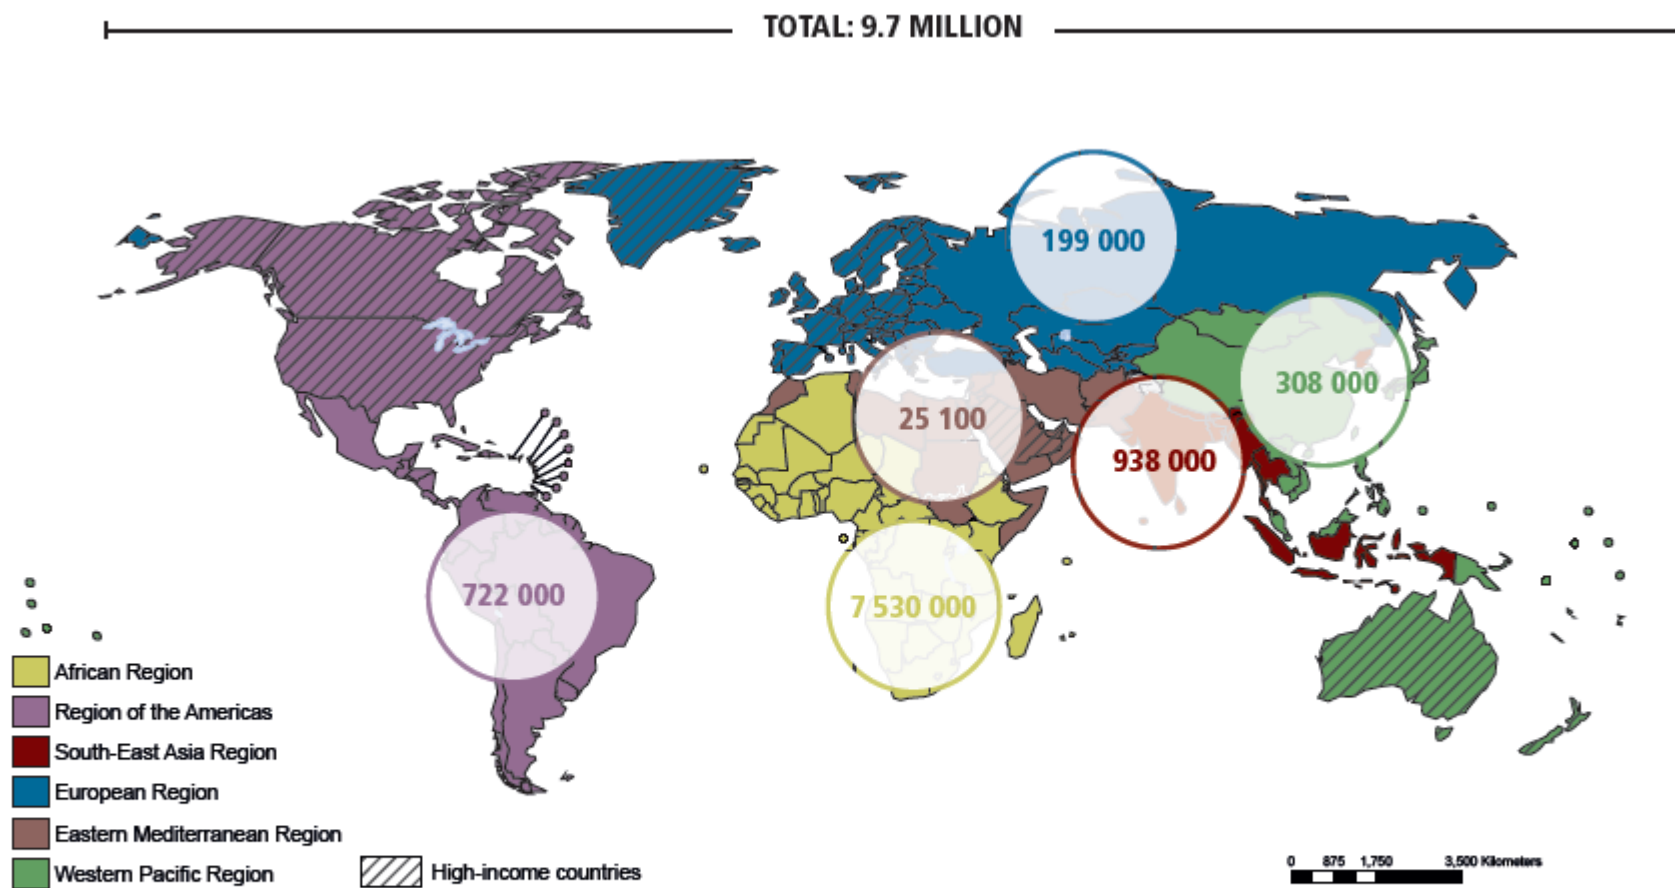 TOTAL: 9.7 MILLION
199 000
308 000
25 100
938 000
722 000
7 530 000
African Region
Region of the Americas
South-East Asia Region
European Region
Eastern Mediterranean Region
Western Pacific Region
High-income countries
0 875 1,750 3,500 Kilometers